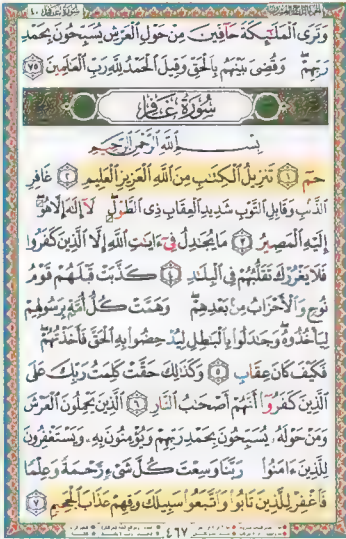 سُورَةُ غَافِرٍ ٤٠
وَتَرَى ٱلْمَلَٰٓئِكَةَ حَآفِّينَ مِنْ حَوْلِ ٱلْعَرْشِ يُسَبِّحُونَ بِحَمْدِ
رَبِّهِمْ ۖ وَقُضِىَ بَيْنَهُم بِٱلْحَقِّ وَقِيلَ ٱلْحَمْدُ لِلَّهِ رَبِّ ٱلْعَٰلَمِينَ ٧٥
سُورَةُ غَافِرٍ
بِسْمِ ٱللَّهِ ٱلرَّحْمَٰنِ ٱلرَّحِيمِ
حمٓ ١ تَنزِيلُ ٱلْكِتَٰبِ مِنَ ٱللَّهِ ٱلْعَزِيزِ ٱلْعَلِيمِ ٢ غَافِرِ
ٱلذَّنۢبِ وَقَابِلِ ٱلتَّوْبِ شَدِيدِ ٱلْعِقَابِ ذِى ٱلطَّوْلِ ۖ لَآ إِلَٰهَ إِلَّا هُوَ ۖ
إِلَيْهِ ٱلْمَصِيرُ ٣ مَا يُجَٰدِلُ فِىٓ ءَايَٰتِ ٱللَّهِ إِلَّا ٱلَّذِينَ كَفَرُوا۟
فَلَا يَغْرُرْكَ تَقَلُّبُهُمْ فِى ٱلْبِلَٰدِ ٤ كَذَّبَتْ قَبْلَهُمْ قَوْمُ
نُوحٍ وَٱلْأَحْزَابُ مِنۢ بَعْدِهِمْ ۖ وَهَمَّتْ كُلُّ أُمَّةٍۭ بِرَسُولِهِمْ
لِيَأْخُذُوهُ ۖ وَجَٰدَلُوا۟ بِٱلْبَٰطِلِ لِيُدْحِضُوا۟ بِهِ ٱلْحَقَّ فَأَخَذْتُهُمْ ۖ
فَكَيْفَ كَانَ عِقَابِ ٥ وَكَذَٰلِكَ حَقَّتْ كَلِمَتُ رَبِّكَ عَلَى
ٱلَّذِينَ كَفَرُوٓا۟ أَنَّهُمْ أَصْحَٰبُ ٱلنَّارِ ٦ ٱلَّذِينَ يَحْمِلُونَ ٱلْعَرْشَ
وَمَنْ حَوْلَهُۥ يُسَبِّحُونَ بِحَمْدِ رَبِّهِمْ وَيُؤْمِنُونَ بِهِۦ وَيَسْتَغْفِرُونَ
لِلَّذِينَ ءَامَنُوا۟ رَبَّنَا وَسِعْتَ كُلَّ شَىْءٍ رَّحْمَةً وَعِلْمًا
فَٱغْفِرْ لِلَّذِينَ تَابُوا۟ وَٱتَّبَعُوا۟ سَبِيلَكَ وَقِهِمْ عَذَابَ ٱلْجَحِيمِ ٧
٤٦٧